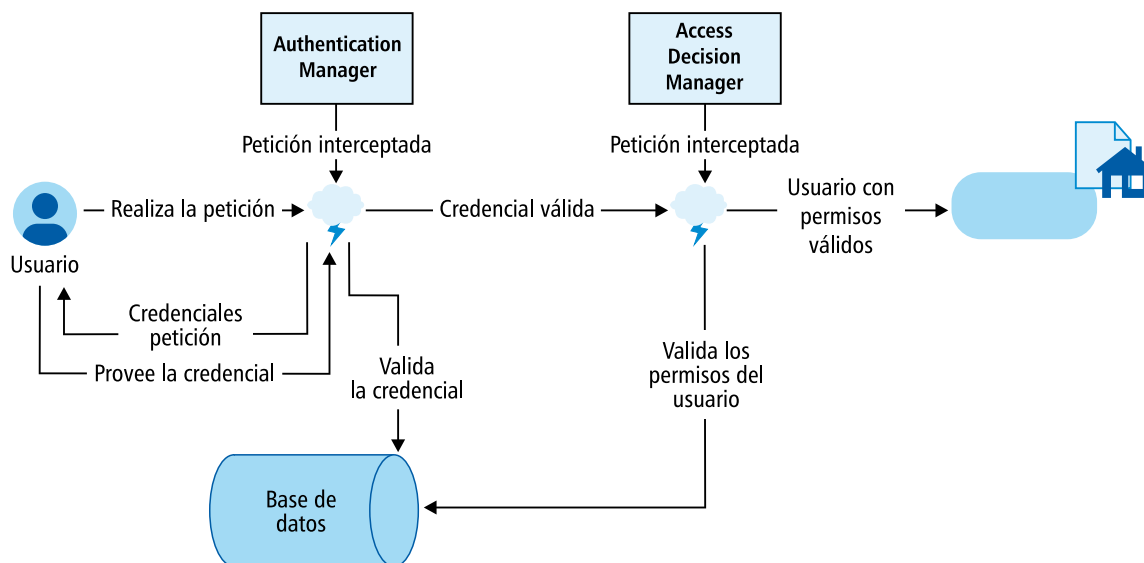 Authentication
Manager
Access
Decision
Manager
Petición interceptada
Petición interceptada
Usuario con
permisos
válidos
Realiza la petición
Credencial válida
Usuario
Credenciales
petición
Provee la credencial
Valida
la credencial
Valida los
permisos del
usuario
Base de
datos